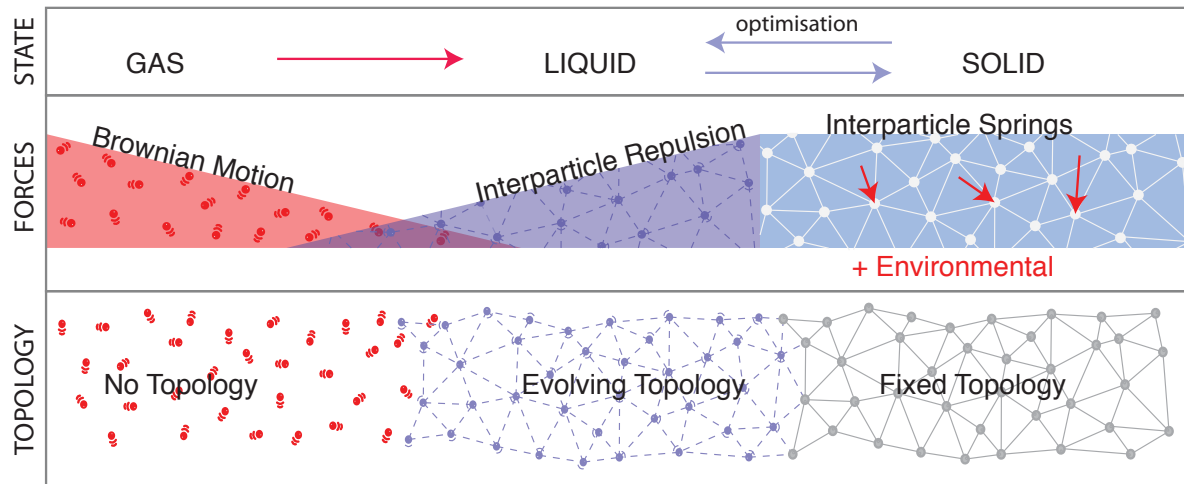 STATE
GAS
LIQUID
optimisation
SOLID
FORCES
Brownian Motion
Interparticle Repulsion
Interparticle Springs
+ Environmental
TOPOLOGY
No Topology
Evolving Topology
Fixed Topology